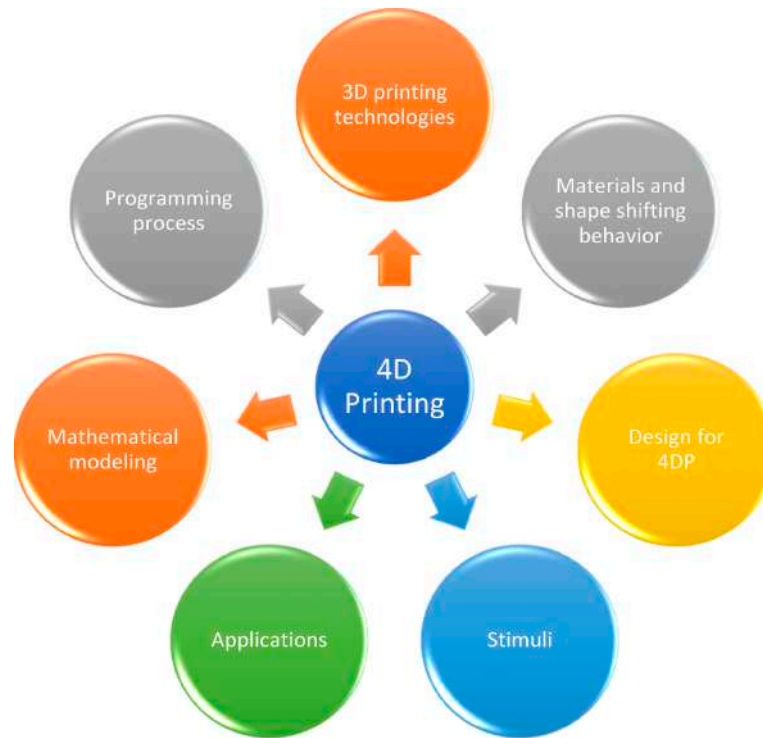 3D printing
technologies
Programming
process
Materials and
shape shifting
behavior
4D
Printing
Mathematical
modeling
Design for
4DP
Applications
Stimuli